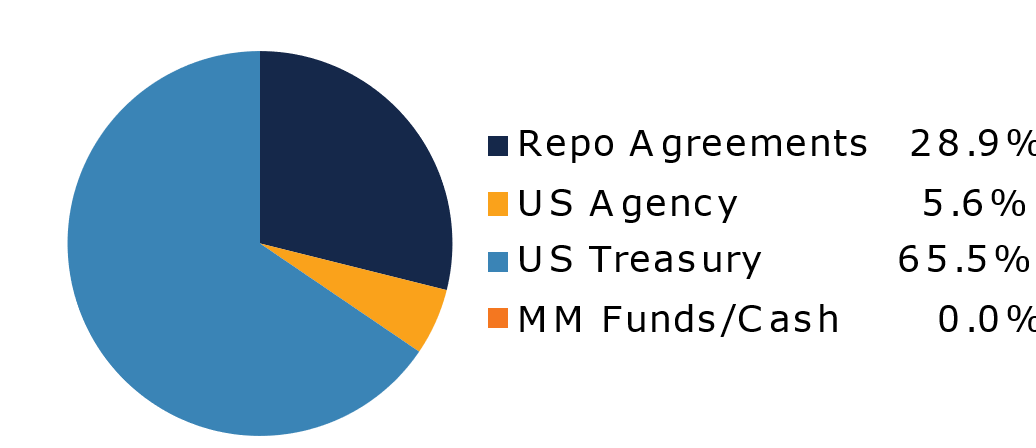 Repo Agreements 28.9%
US Agency 5.6%
US Treasury 65.5%
MM Funds/Cash 0.0%